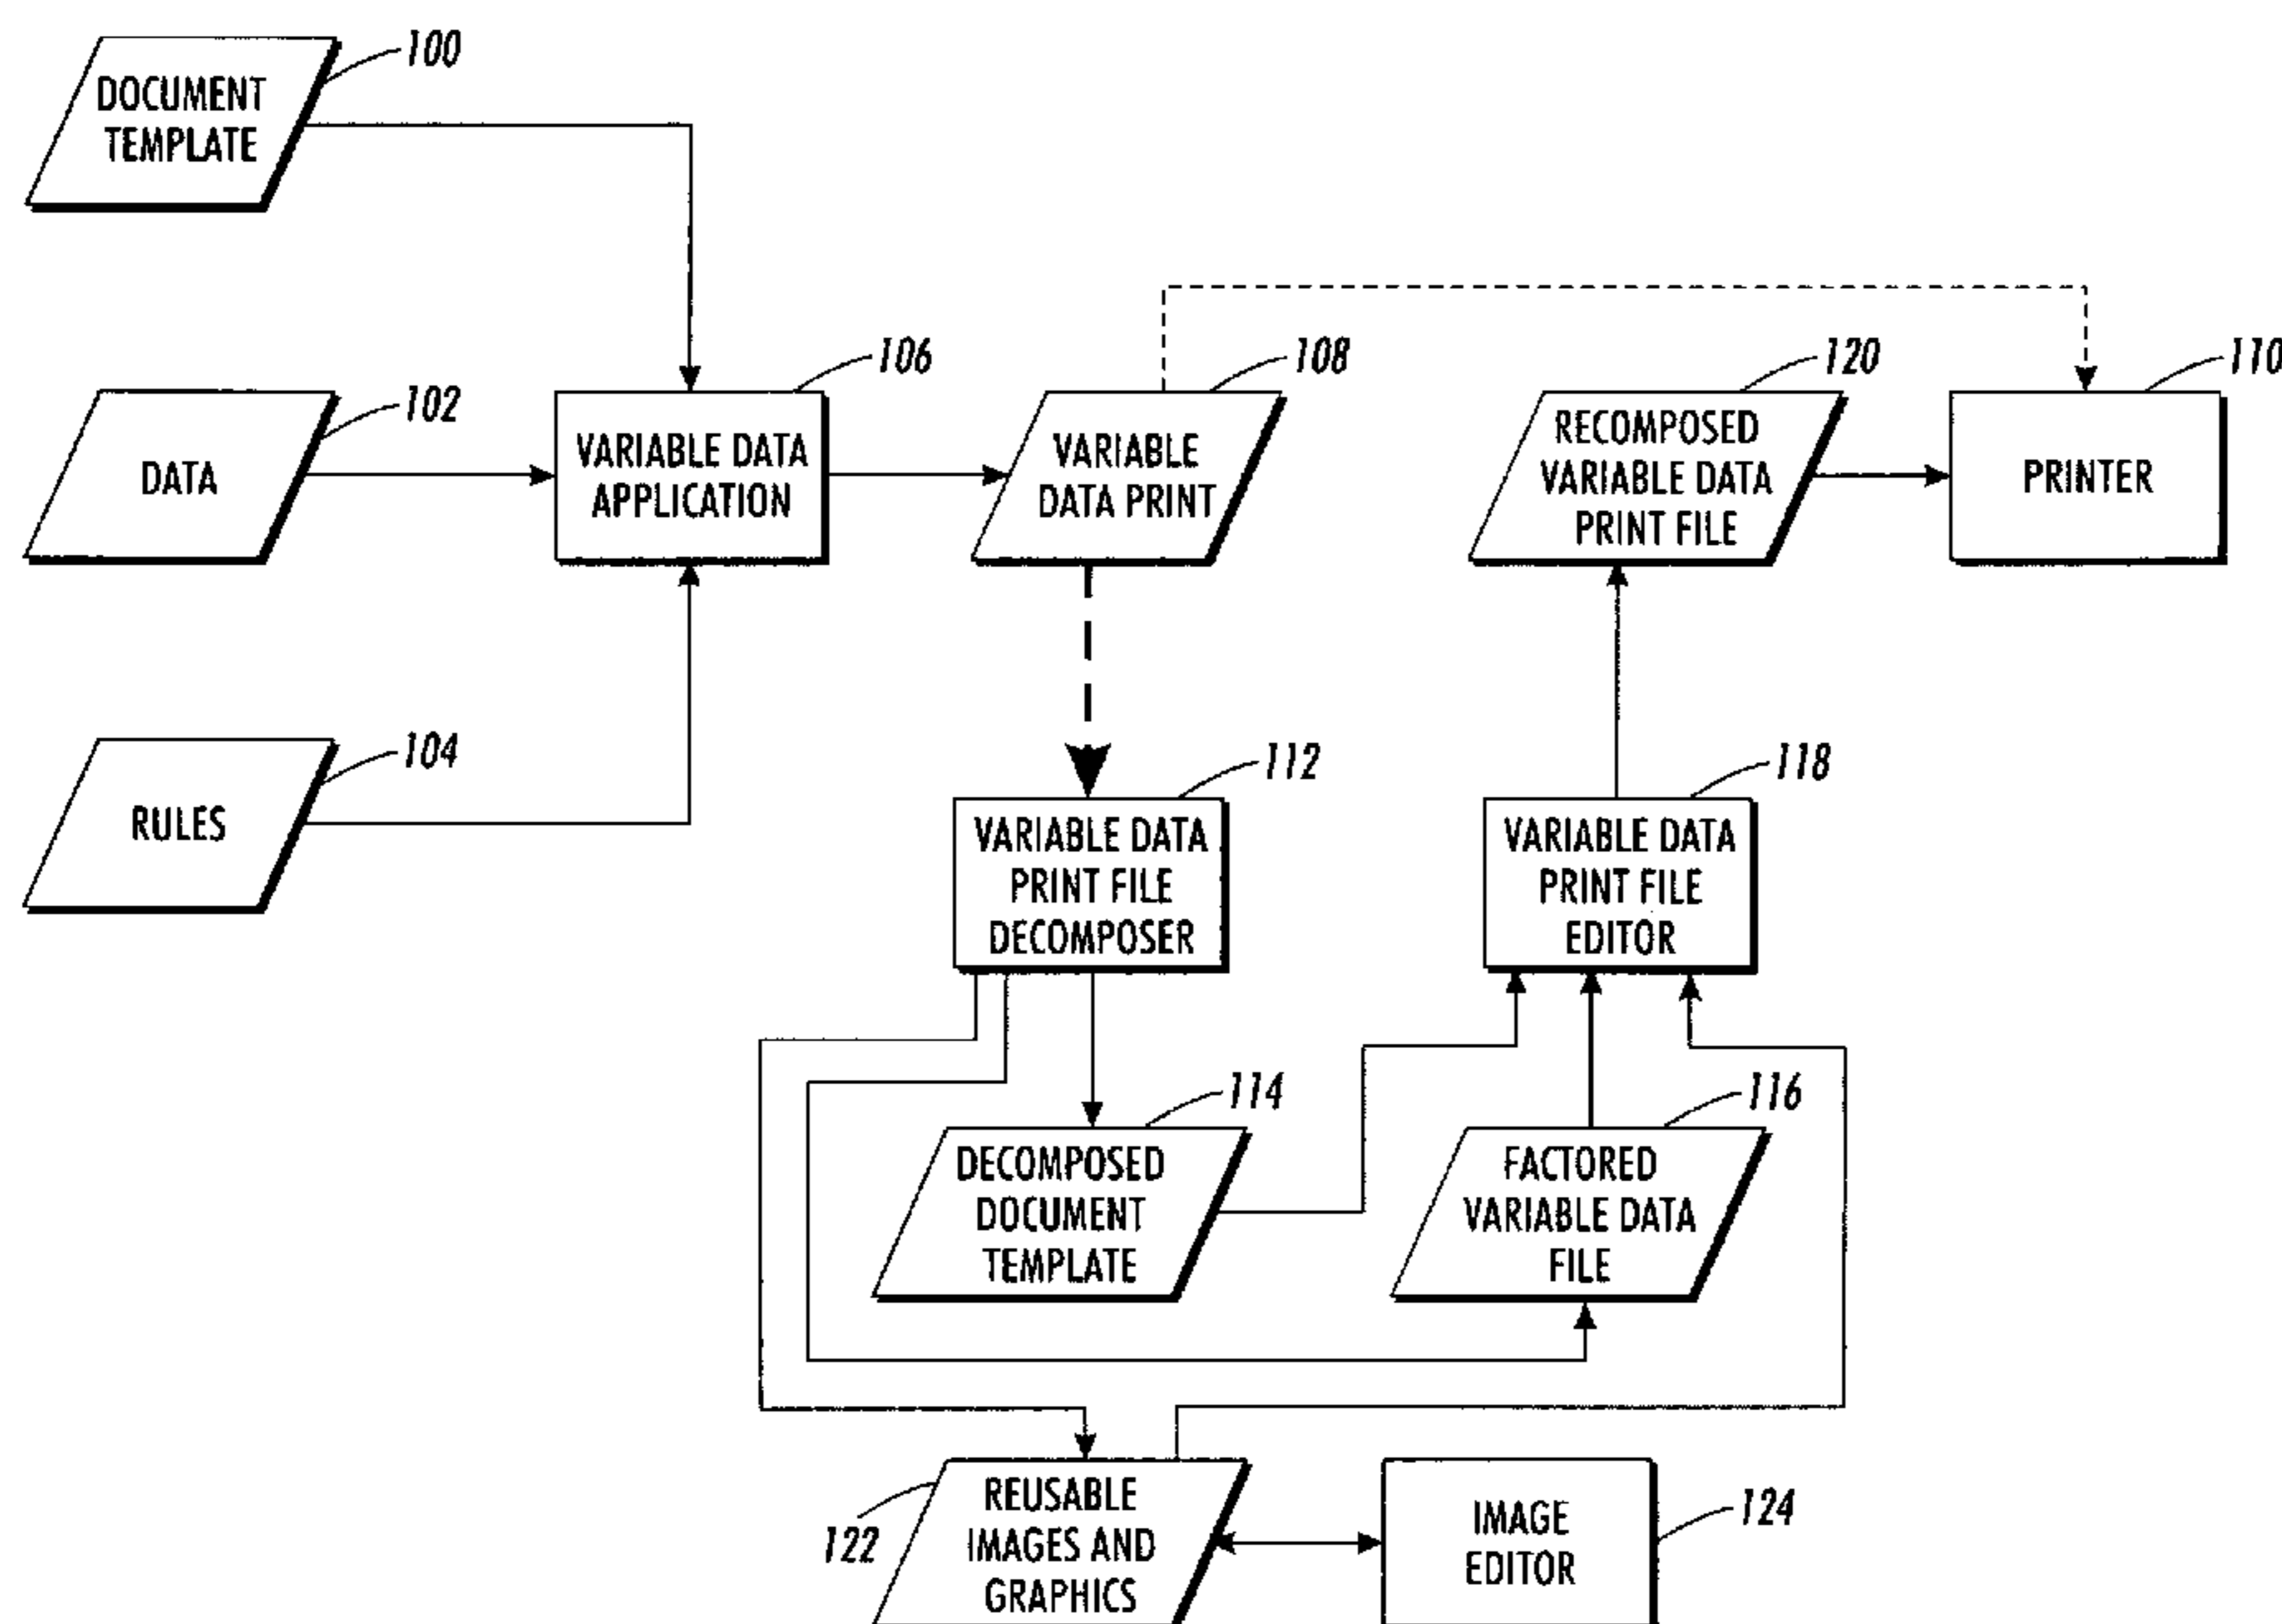 100
DOCUMENT
TEMPLATE
106
108
120
110
102
DATA
VARIABLE DATA
APPLICATION
VARIABLE
DATA PRINT
RECOMPOSED
VARIABLE DATA
PRINT FILE
PRINTER
104
RULES
112
118
VARIABLE DATA
PRINT FILE
DECOMPOSER
VARIABLE DATA
PRINT FILE
EDITOR
114
116
DECOMPOSED
DOCUMENT
TEMPLATE
FACTORED
VARIABLE DATA
FILE
122
REUSABLE
IMAGES AND
GRAPHICS
IMAGE
EDITOR
124